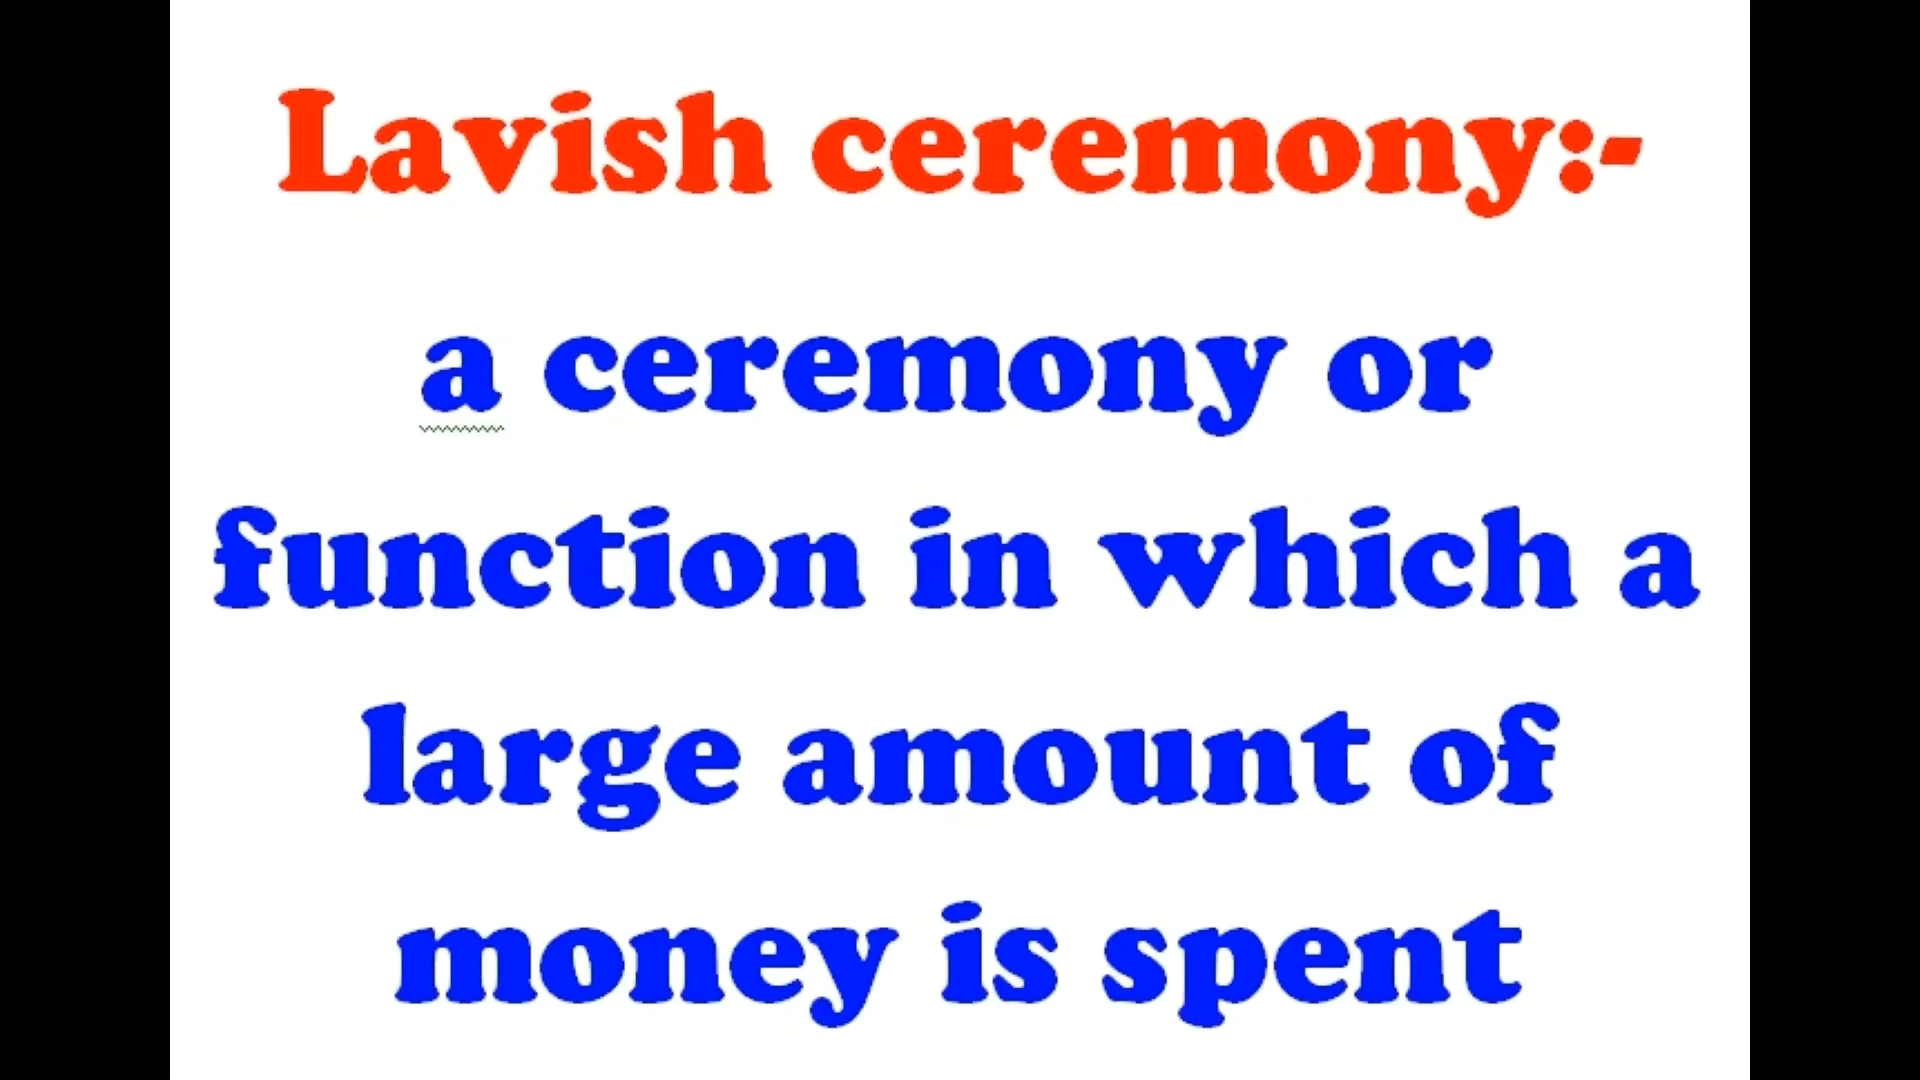 Lavish ceremony:-
a ceremony or
function in which a
large amount of
money is spent